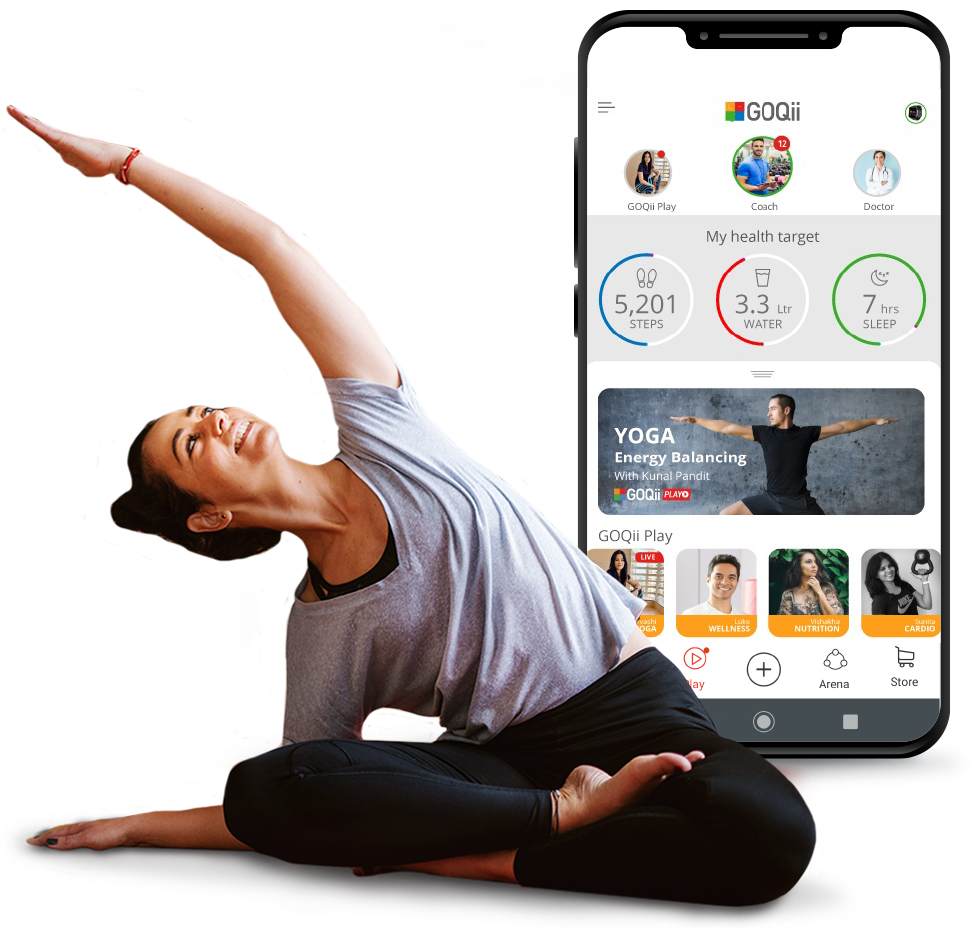 GOQii
12
GOQii Play
Coach
Doctor
My health target
5,201
STEPS
3.3 Ltr
WATER
7 hrs
SLEEP
YOGA
Energy Balancing
With Kunal Pandit
GOQii PLAY
GOQii Play
LIVE
Luke
WELLNESS
Vishakha
NUTRITION
Sunita
CARDIO
Arena
Store